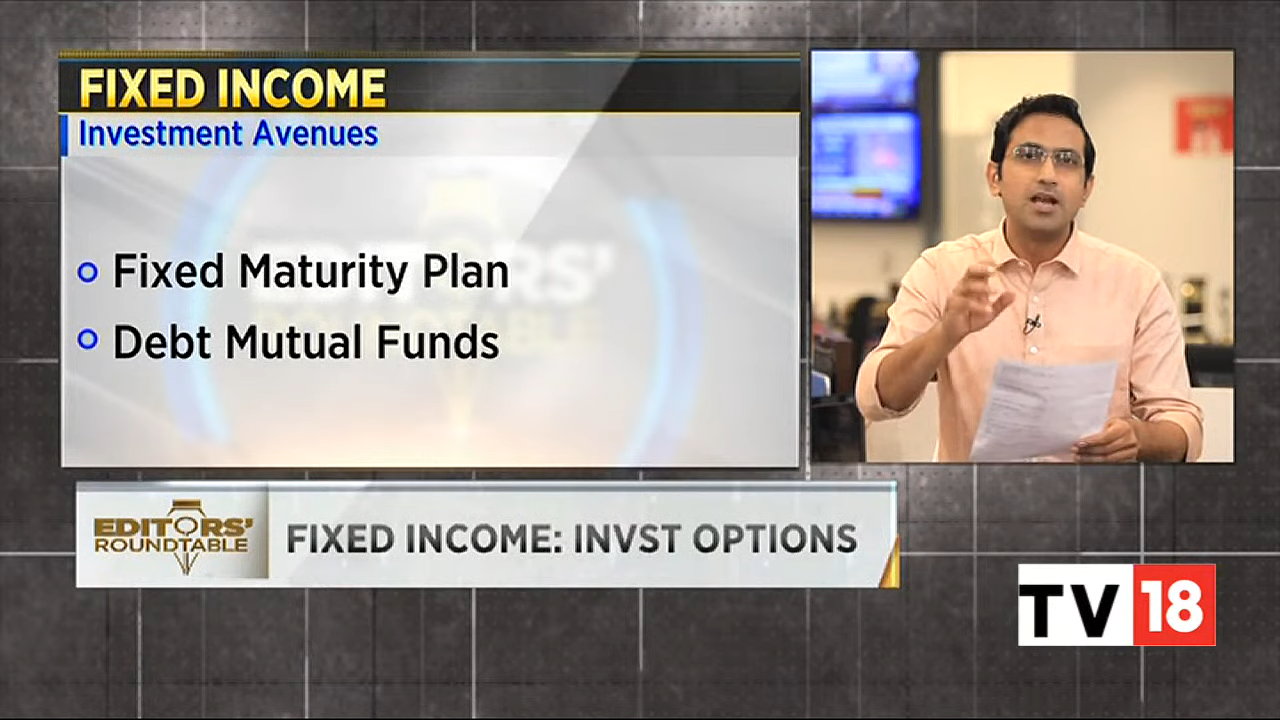 FIXED INCOME
Investment Avenues
Fixed Maturity Plan
Debt Mutual Funds
EDITORS'
ROUNDTABLE
FIXED INCOME: INVST OPTIONS
TV18